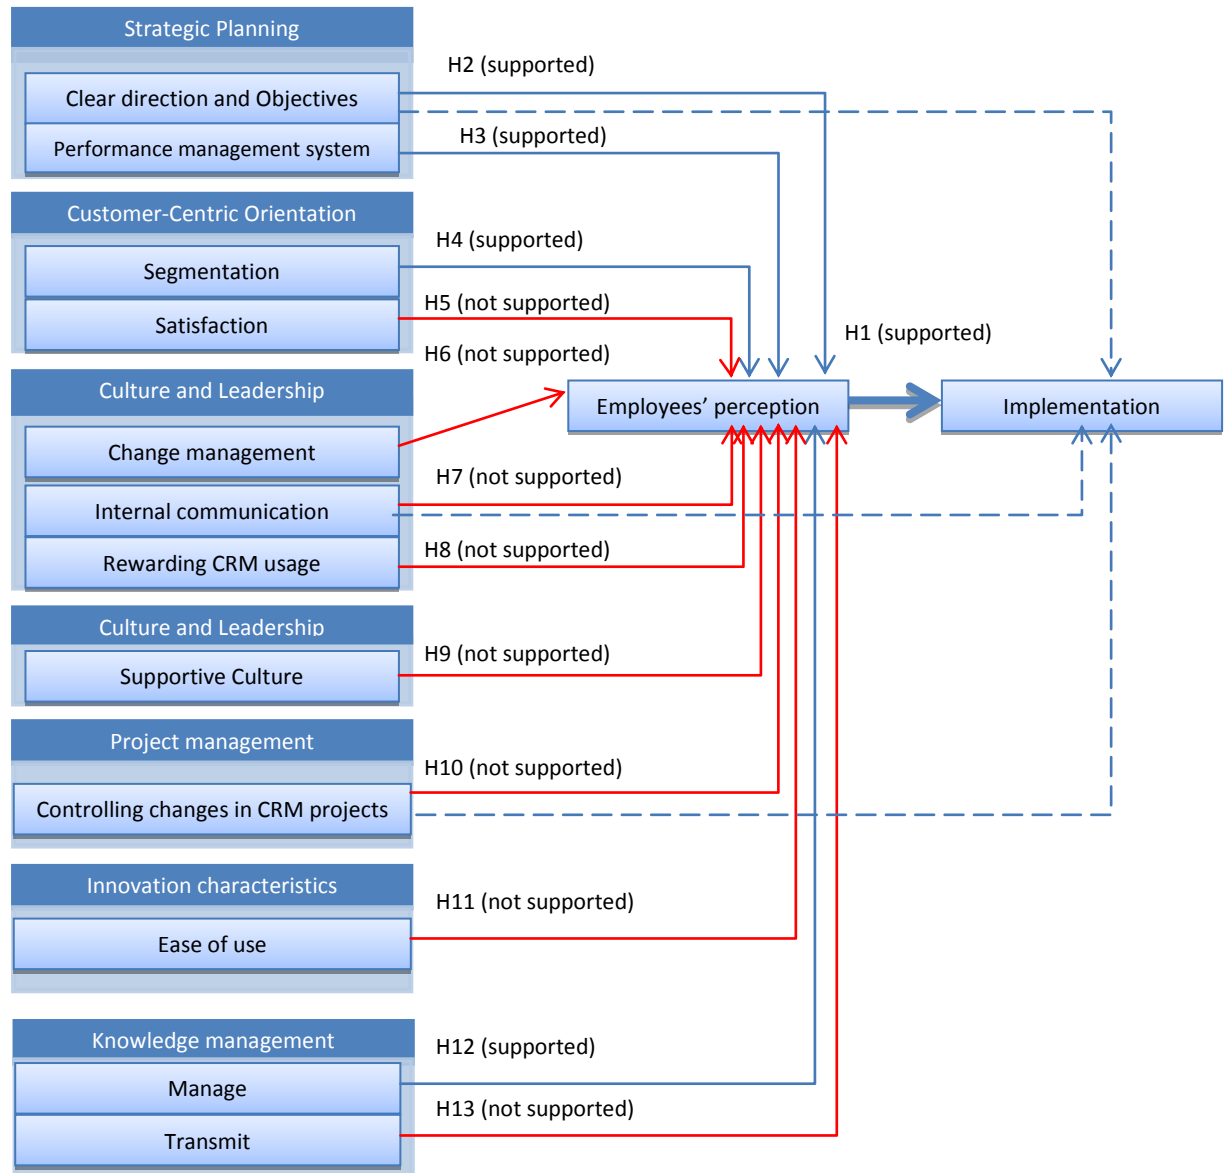 Strategic Planning
H2 (supported)
Clear direction and Objectives
H3 (supported)
Performance management system
Customer-Centric Orientation
H4 (supported)
Segmentation
H5 (not supported)
Satisfaction
H1 (supported)
H6 (not supported)
Culture and Leadership
Employees’ perception
Implementation
Change management
H7 (not supported)
Internal communication
H8 (not supported)
Rewarding CRM usage
Culture and Leadership
H9 (not supported)
Supportive Culture
Project management
H10 (not supported)
Controlling changes in CRM projects
Innovation characteristics
H11 (not supported)
Ease of use
Knowledge management
H12 (supported)
Manage
H13 (not supported)
Transmit